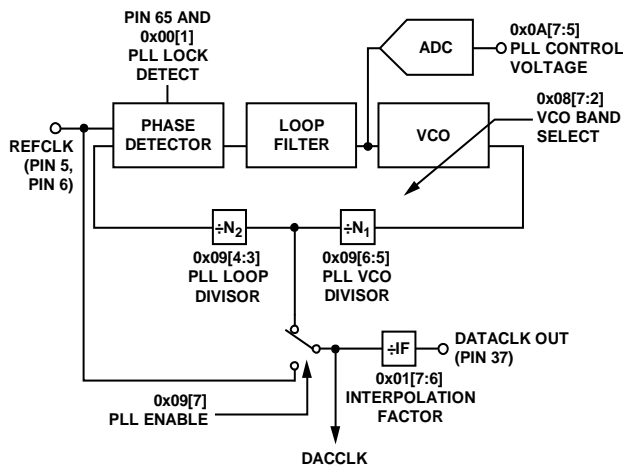 PIN 65 AND
0x00[1]
PLL LOCK
DETECT
ADC
0x0A[7:5]
PLL CONTROL
VOLTAGE
0x08[7:2]
VCO BAND
SELECT
REFCLK
(PIN 5,
PIN 6)
PHASE
DETECTOR
LOOP
FILTER
VCO
÷N₂
÷N₁
0x09[4:3]
PLL LOOP
DIVISOR
0x09[6:5]
PLL VCO
DIVISOR
÷IF
DATACLK OUT
(PIN 37)
0x01[7:6]
INTERPOLATION
FACTOR
0x09[7]
PLL ENABLE
DACCLK